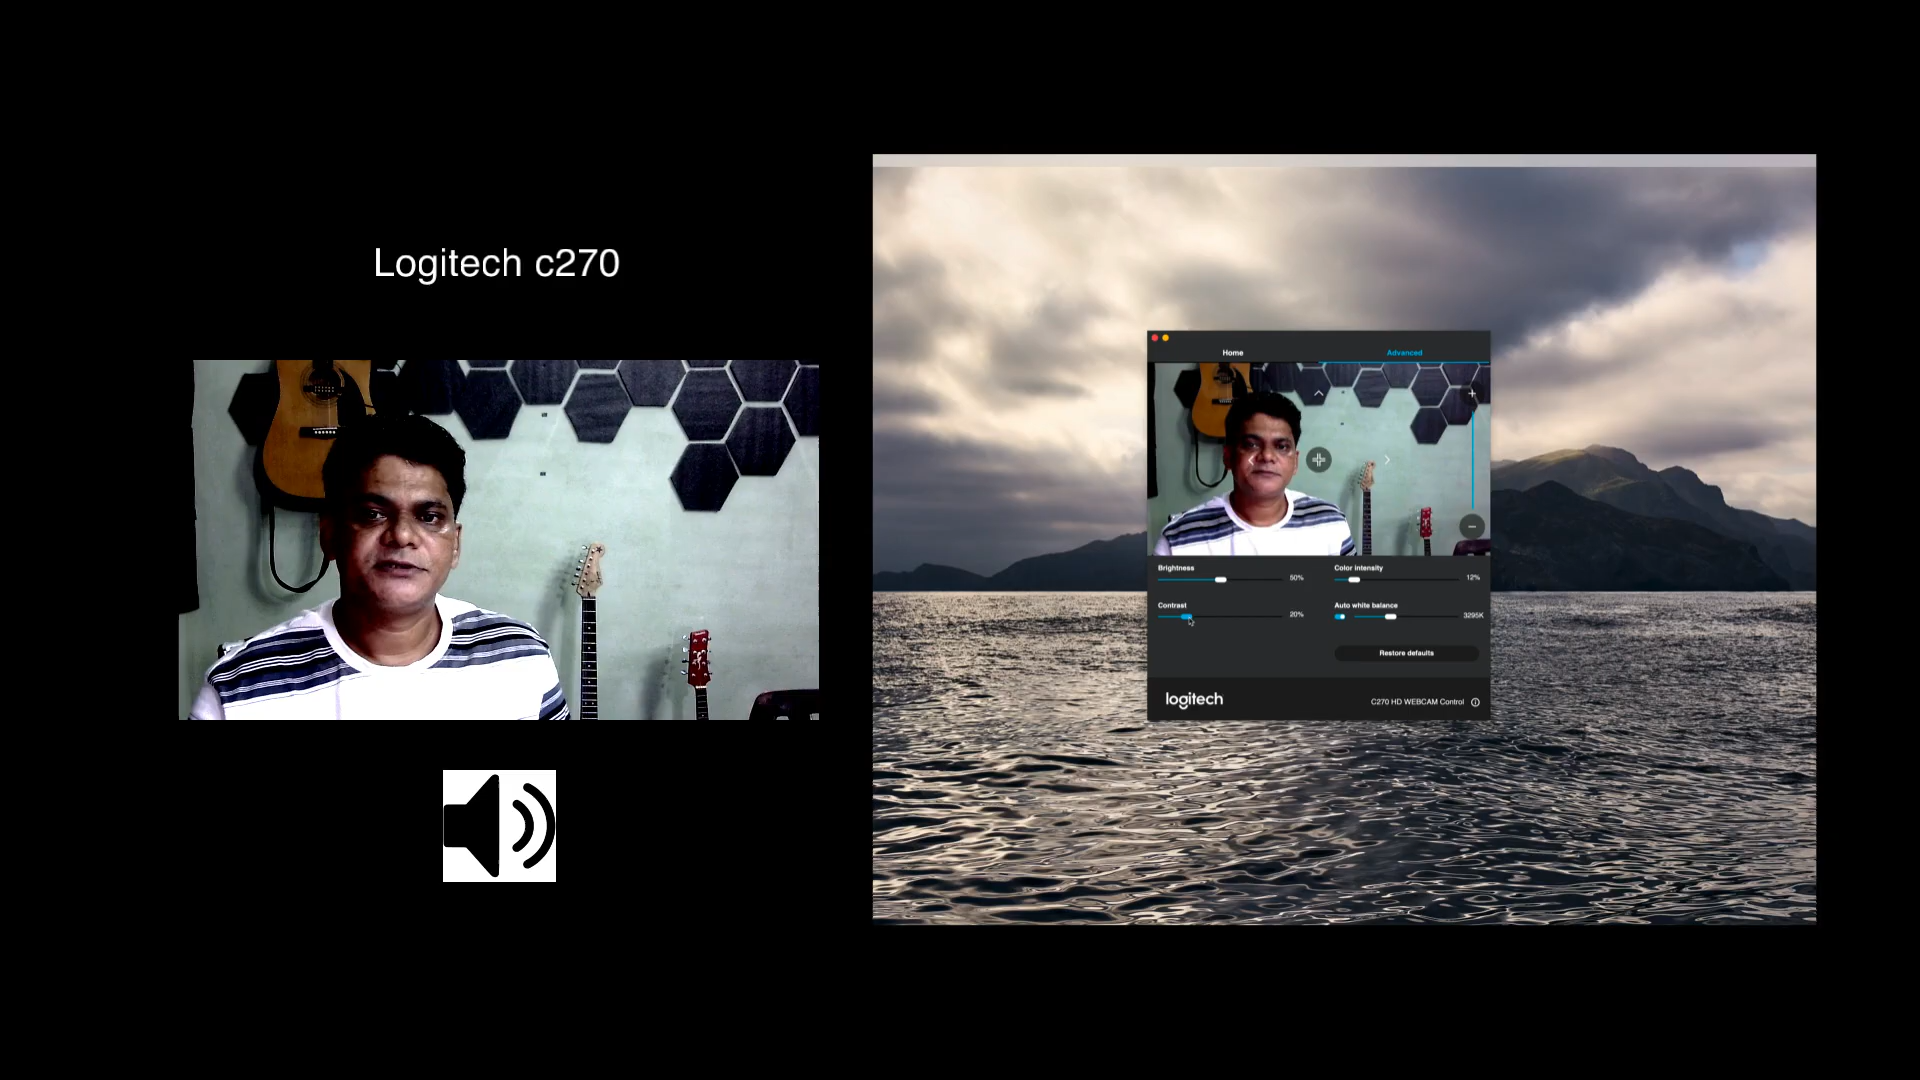 Logitech c270
Home
Advanced
Brightness
50%
Color intensity
12%
Contrast
20%
Auto white balance
3295K
Restore defaults
logitech
C270 HD WEBCAM Control